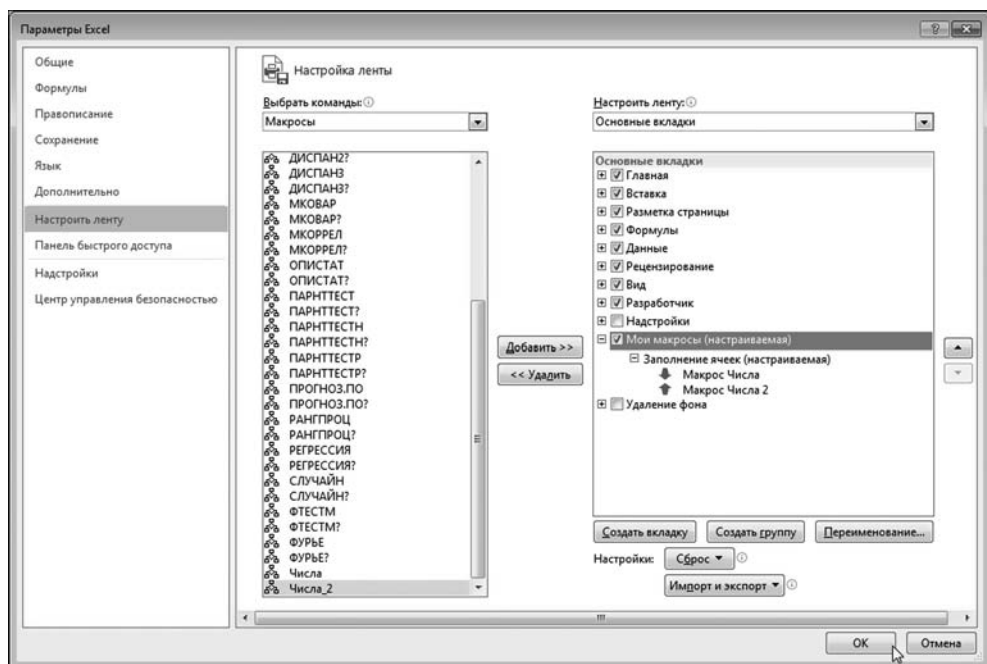 Параметры Excel
Общие
Формулы
Правописание
Сохранение
Язык
Дополнительно
Настроить ленту
Панель быстрого доступа
Надстройки
Центр управления безопасностью
Настройка ленты
Выбрать команды:
Макросы
ДИСПАН2?
ДИСПАН3
ДИСПАН3?
МКОВАР
МКОВАР?
МКОРРЕЛ
МКОРРЕЛ?
ОПИСТАТ
ОПИСТАТ?
ПАРНТТЕСТ
ПАРНТТЕСТ?
ПАРНТТЕСТН
ПАРНТТЕСТН?
ПАРНТТЕСТР
ПАРНТТЕСТР?
ПРОГНОЗ.ПО
ПРОГНОЗ.ПО?
РАНГПРОЦ
РАНГПРОЦ?
РЕГРЕССИЯ
РЕГРЕССИЯ?
СЛУЧАЙН
СЛУЧАЙН?
ФТЕСТМ
ФТЕСТМ?
ФУРЬЕ
ФУРЬЕ?
Числа
Числа_2
Добавить >>
<< Удалить
Настроить ленту:
Основные вкладки
Основные вкладки
Главная
Вставка
Разметка страницы
Формулы
Данные
Рецензирование
Вид
Разработчик
Надстройки
Мои макросы (настраиваемая)
Заполнение ячеек (настраиваемая)
Макрос Числа
Макрос Числа 2
Удаление фона
Создать вкладку
Создать группу
Переименование...
Настройки:
Сброс
Импорт и экспорт
ОК
Отмена